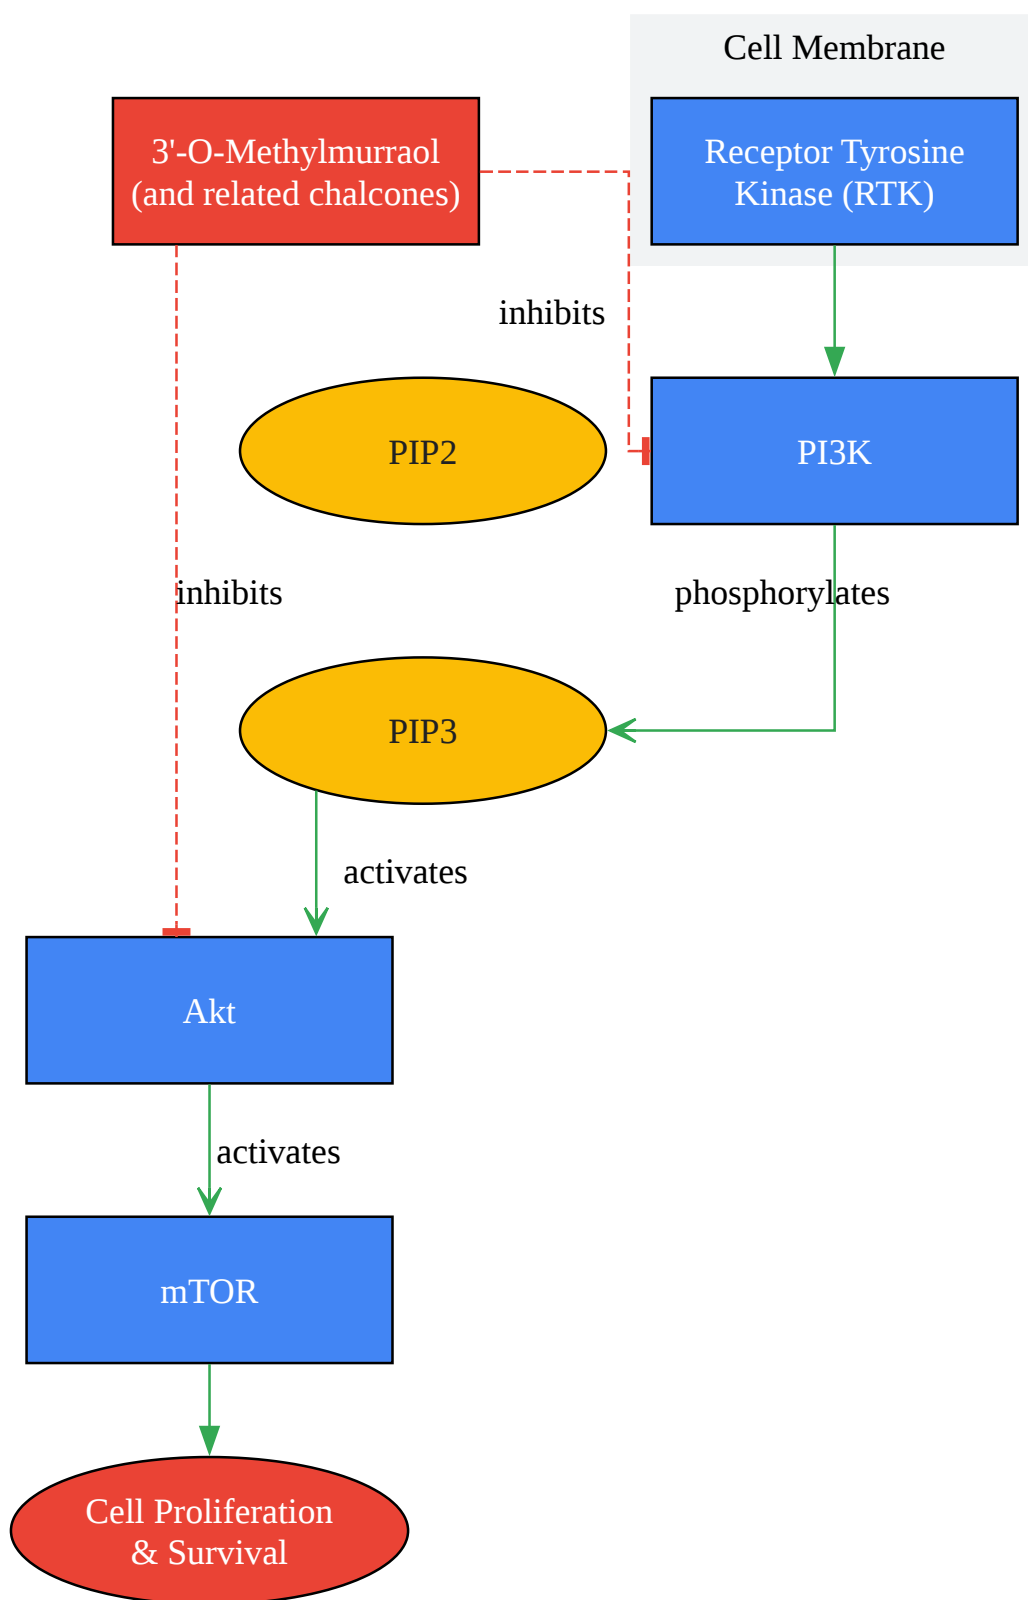 Cell Membrane
3'-O-Methylmurraol
(and related chalcones)
Receptor Tyrosine
Kinase (RTK)
inhibits
PIP2
PI3K
inhibits
phosphorylates
PIP3
activates
Akt
activates
mTOR
Cell Proliferation
& Survival